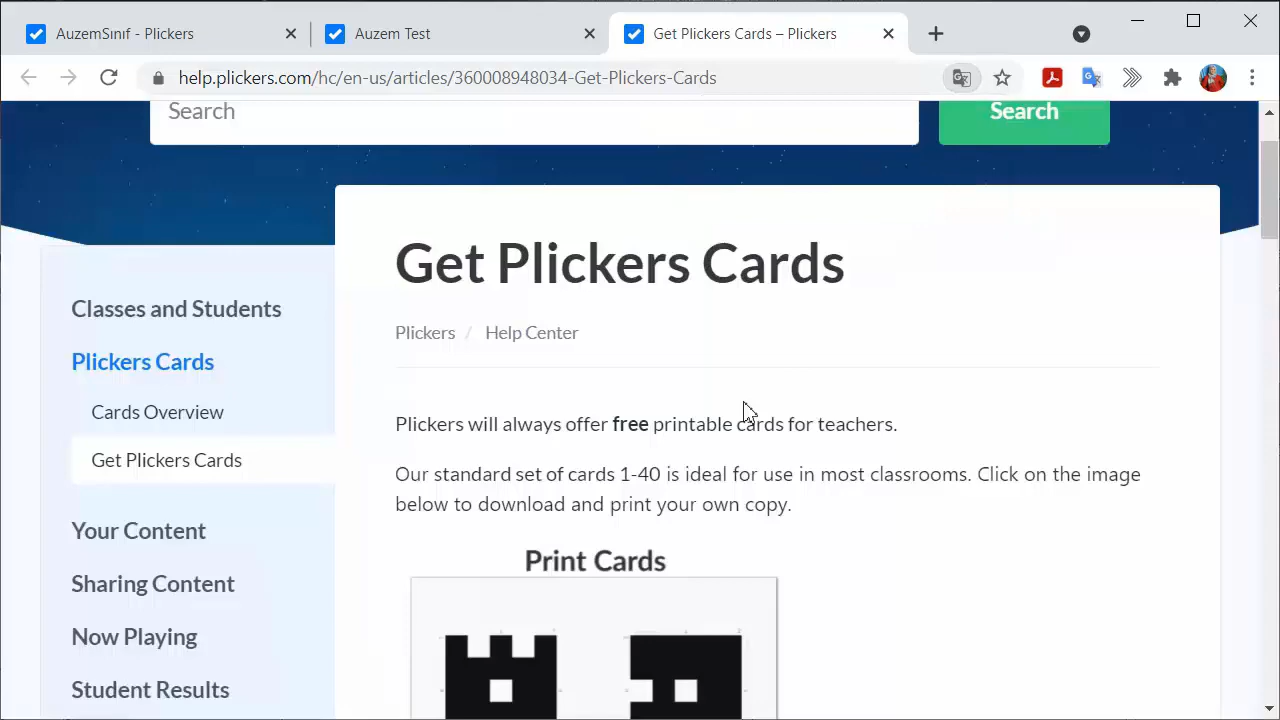 AuzemSinif - Plickers
Auzem Test
Get Plickers Cards – Plickers
help.plickers.com/hc/en-us/articles/360008948034-Get-Plickers-Cards
Search
Search
Get Plickers Cards
Plickers / Help Center
Classes and Students
Plickers Cards
Cards Overview
Get Plickers Cards
Your Content
Sharing Content
Now Playing
Student Results
Plickers will always offer free printable cards for teachers.
Our standard set of cards 1-40 is ideal for use in most classrooms. Click on the image
below to download and print your own copy.
Print Cards